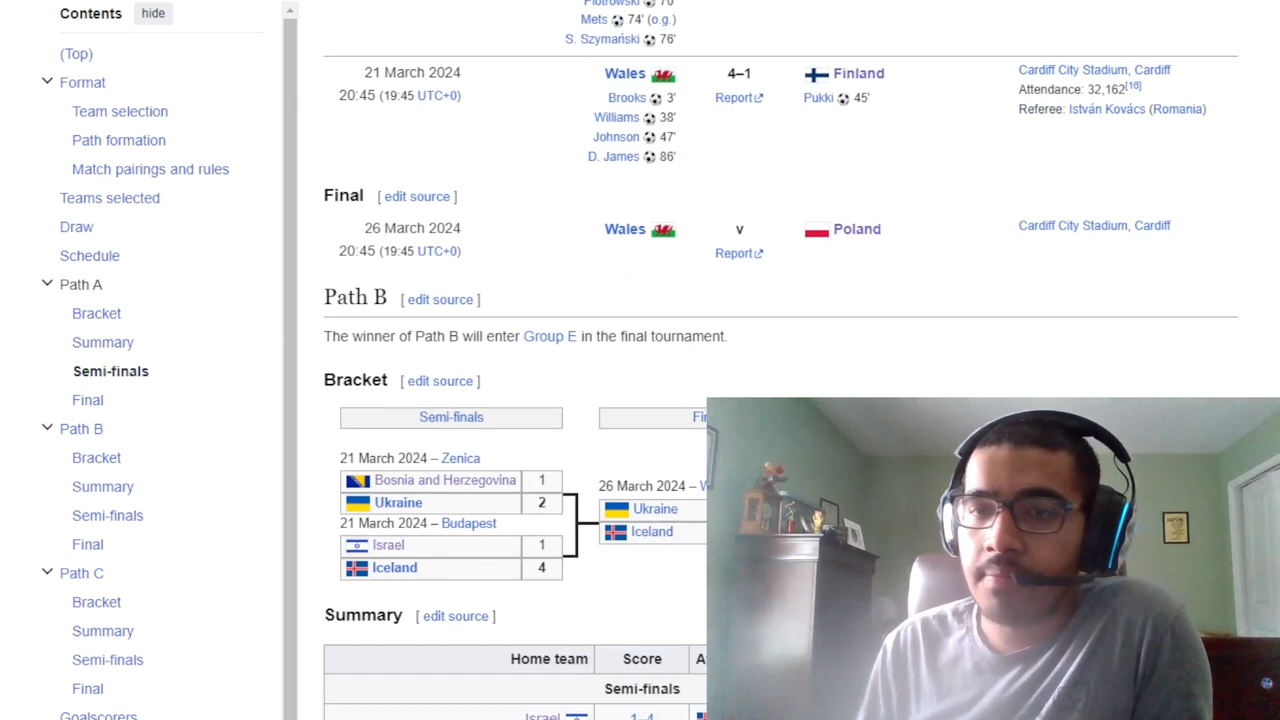 Contents hide
(Top)
Format
Team selection
Path formation
Match pairings and rules
Teams selected
Draw
Schedule
Path A
Bracket
Summary
Semi-finals
Final
Path B
Bracket
Summary
Semi-finals
Final
Path C
Bracket
Summary
Semi-finals
Final
Goalscorers
Piotrowski 70'
Mets 74' (o.g.)
S. Szymański 76'
21 March 2024 Wales 4–1 Finland Cardiff City Stadium, Cardiff
20:45 (19:45 UTC+0) Brooks 3' Report Pukki 45' Attendance: 32,162[16]
Williams 38' Referee: István Kovács (Romania)
Johnson 47'
D. James 86'
Final [ edit source ]
26 March 2024 Wales v Poland Cardiff City Stadium, Cardiff
20:45 (19:45 UTC+0) Report
Path B [ edit source ]
The winner of Path B will enter Group E in the final tournament.
Bracket [ edit source ]
Semi-finals
21 March 2024 – Zenica
Bosnia and Herzegovina 1
Ukraine 2
21 March 2024 – Budapest
Israel 1
Iceland 4
26 March 2024 –
Ukraine
Iceland
Summary [ edit source ]
Home team Score
Semi-finals
Israel 1–4